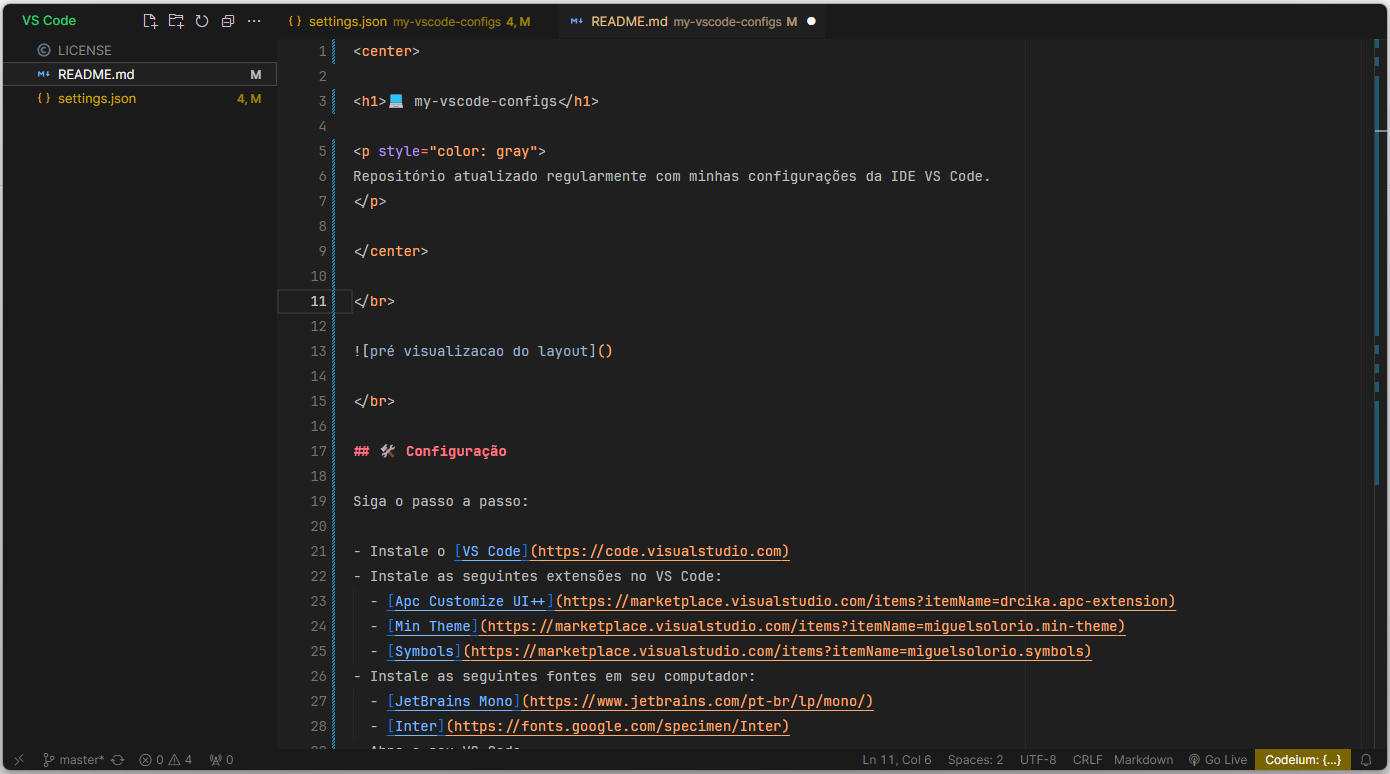 VS Code
LICENSE
README.md M
settings.json 4, M
settings.json my-vscode-configs 4, M
README.md my-vscode-configs M
1 <center>
2
3 <h1>💻 my-vscode-configs</h1>
4
5 <p style="color: gray">
6 Repositório atualizado regularmente com minhas configurações da IDE VS Code.
7 </p>
8
9 </center>
10
11 </br>
12
13 ![pré visualizacao do layout]()
14
15 </br>
16
17 ## 🛠 Configuração
18
19 Siga o passo a passo:
20
21 - Instale o [VS Code](https://code.visualstudio.com)
22 - Instale as seguintes extensões no VS Code:
23 - [Apc Customize UI++](https://marketplace.visualstudio.com/items?itemName=drcika.apc-extension)
24 - [Min Theme](https://marketplace.visualstudio.com/items?itemName=miguelsolorio.min-theme)
25 - [Symbols](https://marketplace.visualstudio.com/items?itemName=miguelsolorio.symbols)
26 - Instale as seguintes fontes em seu computador:
27 - [JetBrains Mono](https://www.jetbrains.com/pt-br/lp/mono/)
28 - [Inter](https://fonts.google.com/specimen/Inter)
master* 0 4 0 Ln 11, Col 6 Spaces: 2 UTF-8 CRLF Markdown Go Live Codeium: {...}